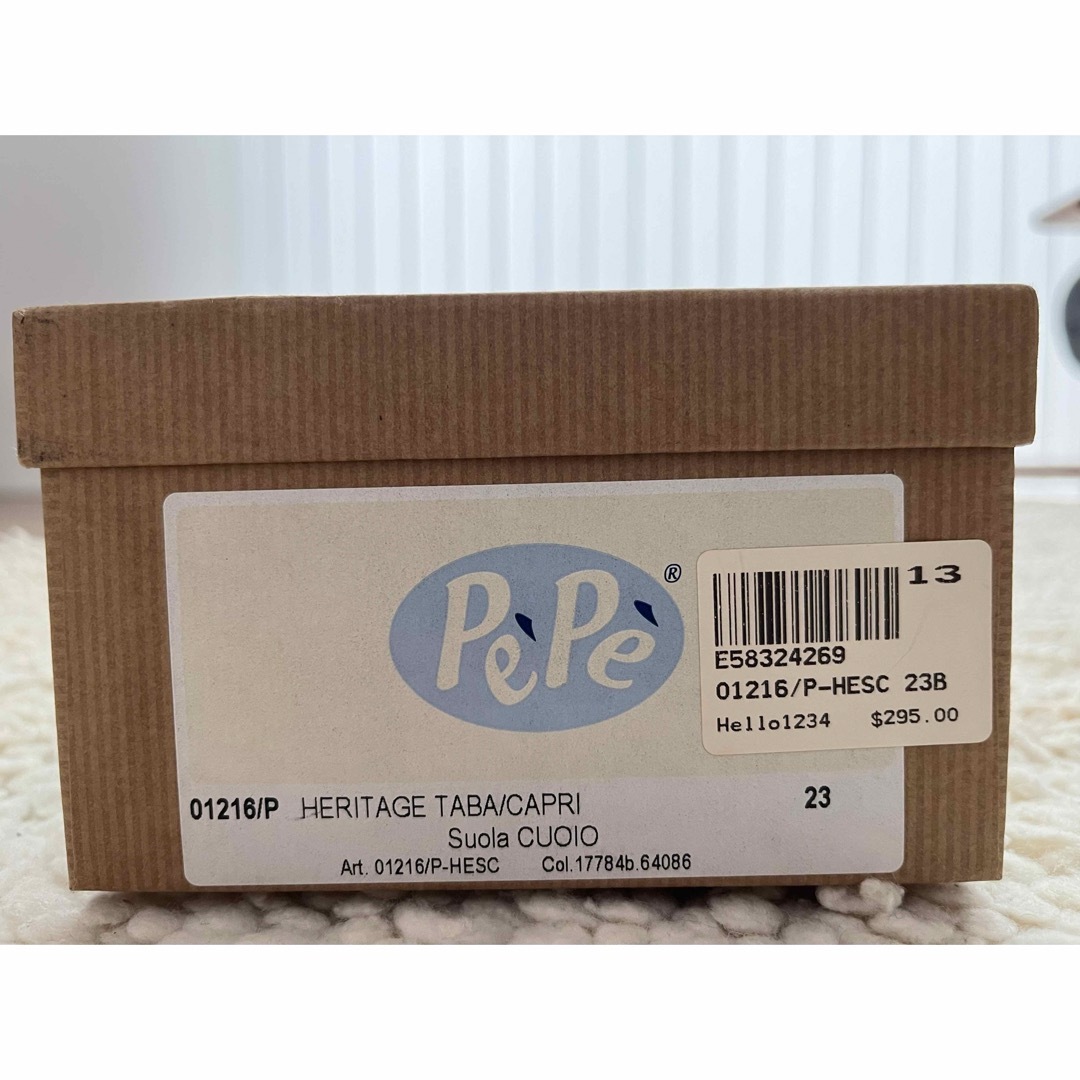 PèPè ®
13
E58324269
01216/P-HESC 23B
Hello1234 $295.00
01216/P HERITAGE TABA/CAPRI 23
Suola CUOIO
Art. 01216/P-HESC Col.17784b.64086